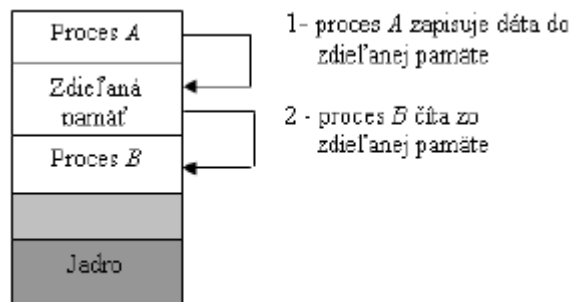 Proces A
Zdieľaná
pamäť
Proces B
Jadro
1- proces A zapisuje dáta do
zdieľanej pamäte
2 - proces B číta zo
zdieľanej pamäte